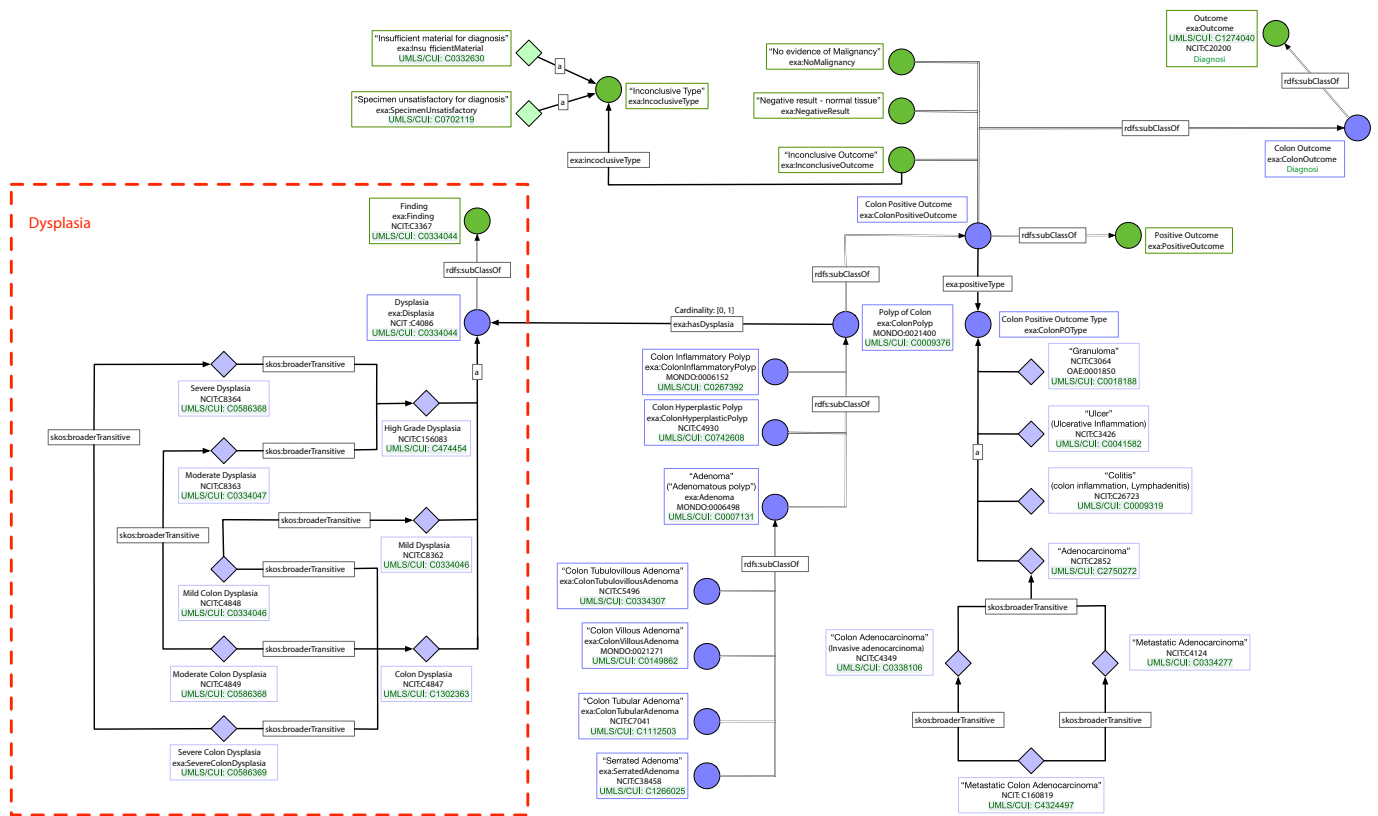 Outcome
exa:Outcome
UMLS/CUI: C1274040
NCIT:C20200
Diagnosi
rdfs:subClassOf
Colon Outcome
exa:ColonOutcome
Diagnosi
"Insufficient material for diagnosis"
exa:Insu fficientMaterial
UMLS/CUI: C0332630
a
"Specimen unsatisfactory for diagnosis"
exa:SpecimenUnsatisfactory
UMLS/CUI: C0702119
a
"Inconclusive Type"
exa:IncoclusiveType
exa:incoclusiveType
"No evidence of Malignancy"
exa:NoMalignancy
"Negative result - normal tissue"
exa:NegativeResult
"Inconclusive Outcome"
exa:InconclusiveOutcome
rdfs:subClassOf
Colon Positive Outcome
exa:ColonPositiveOutcome
rdfs:subClassOf
Positive Outcome
exa:PositiveOutcome
exa:positiveType
Colon Positive Outcome Type
exa:ColonPOType
Dysplasia
Finding
exa:Finding
NCIT:C3367
UMLS/CUI: C0334044
rdfs:subClassOf
Dysplasia
exa:Displasia
NCIT :C4086
UMLS/CUI: C0334044
a
Cardinality: [0, 1]
exa:hasDysplasia
rdfs:subClassOf
Polyp of Colon
exa:ColonPolyp
MONDO:0021400
UMLS/CUI: C0009376
skos:broaderTransitive
Severe Dysplasia
NCIT:C8364
UMLS/CUI: C0586368
skos:broaderTransitive
High Grade Dysplasia
NCIT:C156083
UMLS/CUI: C474454
skos:broaderTransitive
Moderate Dysplasia
NCIT:C8363
UMLS/CUI: C0334047
skos:broaderTransitive
skos:broaderTransitive
Mild Dysplasia
NCIT:C8362
UMLS/CUI: C0334046
skos:broaderTransitive
Mild Colon Dysplasia
NCIT:C4848
UMLS/CUI: C0334046
skos:broaderTransitive
Moderate Colon Dysplasia
NCIT:C4849
UMLS/CUI: C0586368
skos:broaderTransitive
Colon Dysplasia
NCIT:C4847
UMLS/CUI: C1302363
Severe Colon Dysplasia
exa:SevereColonDysplasia
UMLS/CUI: C0586369
skos:broaderTransitive
Colon Inflammatory Polyp
exa:ColonInflammatoryPolyp
MONDO:0006152
UMLS/CUI: C0267392
Colon Hyperplastic Polyp
exa:ColonHyperplasticPolyp
NCIT:C4930
UMLS/CUI: C0742608
rdfs:subClassOf
"Adenoma"
("Adenomatous polyp")
exa:Adenoma
MONDO:0006498
UMLS/CUI: C0007131
rdfs:subClassOf
"Colon Tubulovillous Adenoma"
exa:ColonTubulovillousAdenoma
NCIT:C5496
UMLS/CUI: C0334307
"Colon Villous Adenoma"
exa:ColonVillousAdenoma
MONDO:0021271
UMLS/CUI: C0149862
"Colon Tubular Adenoma"
exa:ColonTubularAdenoma
NCIT:C7041
UMLS/CUI: C1112503
"Serrated Adenoma"
exa:SerratedAdenoma
NCIT:C38458
UMLS/CUI: C1266025
"Granuloma"
NCIT:C3064
OAE:0001850
UMLS/CUI: C0018188
"Ulcer"
(Ulcerative Inflammation)
NCIT:C3426
UMLS/CUI: C0041582
a
"Colitis"
(colon inflammation, Lymphadenitis)
NCIT:C26723
UMLS/CUI: C0009319
"Adenocarcinoma"
NCIT:C2852
UMLS/CUI: C2750272
skos:broaderTransitive
"Colon Adenocarcinoma"
(Invasive adenocarcinoma)
NCIT:C4349
UMLS/CUI: C0338106
"Metastatic Adenocarcinoma"
NCIT:C4124
UMLS/CUI: C0334277
skos:broaderTransitive
skos:broaderTransitive
"Metastatic Colon Adenocarcinoma"
NCIT: C160819
UMLS/CUI: C4324497